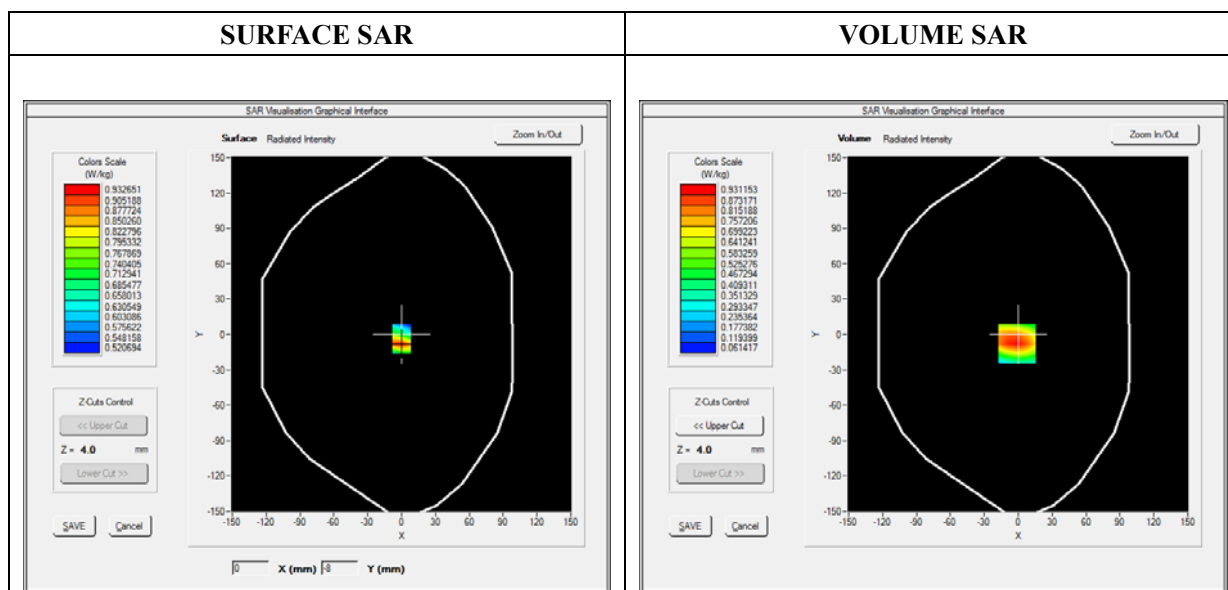 SURFACE SAR
VOLUME SAR
SAR Visualisation Graphical Interface
Surface Radiated Intensity
Zoom In/Out
Colors Scale
(W/kg)
0.932651
0.905188
0.877724
0.850260
0.822796
0.795332
0.767869
0.740405
0.712941
0.685477
0.658013
0.630549
0.603086
0.575622
0.548158
0.520694
Z-Cuts Control
<< Upper Cut
Z = 4.0 mm
Lower Cut >>
SAVE Cancel
150
120
90
60
30
0
-30
-60
-90
-120
-150
Y
-150 -120 -90 -60 -30 0 30 60 90 120 150
X
0 X (mm) -8 Y (mm)
SAR Visualisation Graphical Interface
Volume Radiated Intensity
Zoom In/Out
Colors Scale
(W/kg)
0.931153
0.873171
0.815188
0.757206
0.699223
0.641241
0.583259
0.525276
0.467294
0.409311
0.351329
0.293347
0.235364
0.177382
0.119399
0.061417
Z-Cuts Control
<< Upper Cut
Z = 4.0 mm
Lower Cut >>
SAVE Cancel
150
120
90
60
30
0
-30
-60
-90
-120
-150
Y
-150 -120 -90 -60 -30 0 30 60 90 120 150
X